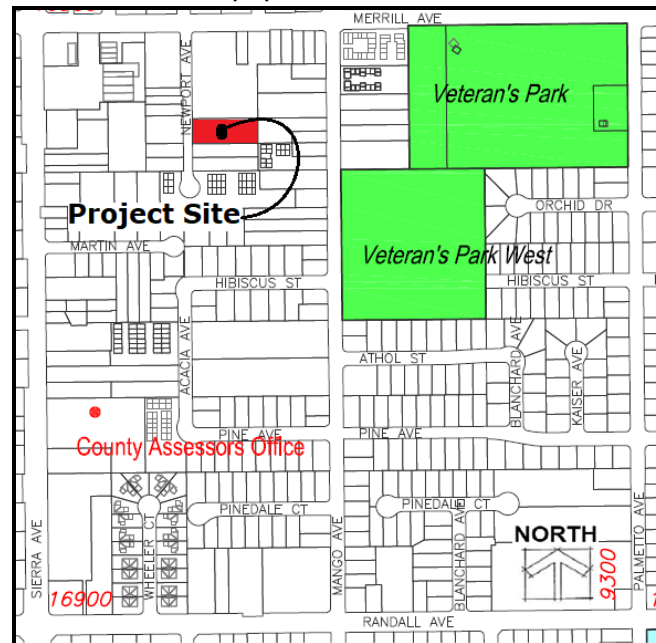 MERRILL AVE
NEWPORT AVE
Veteran's Park
Project Site
ORCHID DR
MARTIN AVE
Veteran's Park West
HIBISCUS ST
HIBISCUS ST
ACACIA AVE
ATHOL ST
BLANCHARD AVE
KAISER AVE
PINE AVE
PINE AVE
County Assessors Office
PINEDALE CT
PINEDALE CT
SIERRA AVE
WHEELER CT
MANGO AVE
BLANCHARD AVE
NORTH
PALMETTO AVE
16900
9300
RANDALL AVE